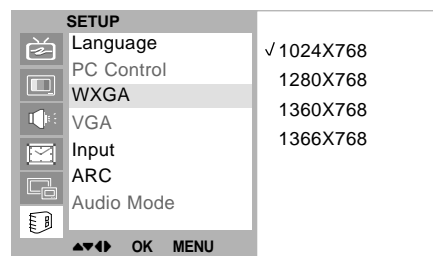 SETUP
Language
PC Control
WXGA
VGA
Input
ARC
Audio Mode
√ 1024X768
1280X768
1360X768
1366X768
▲▼◀▶ OK MENU